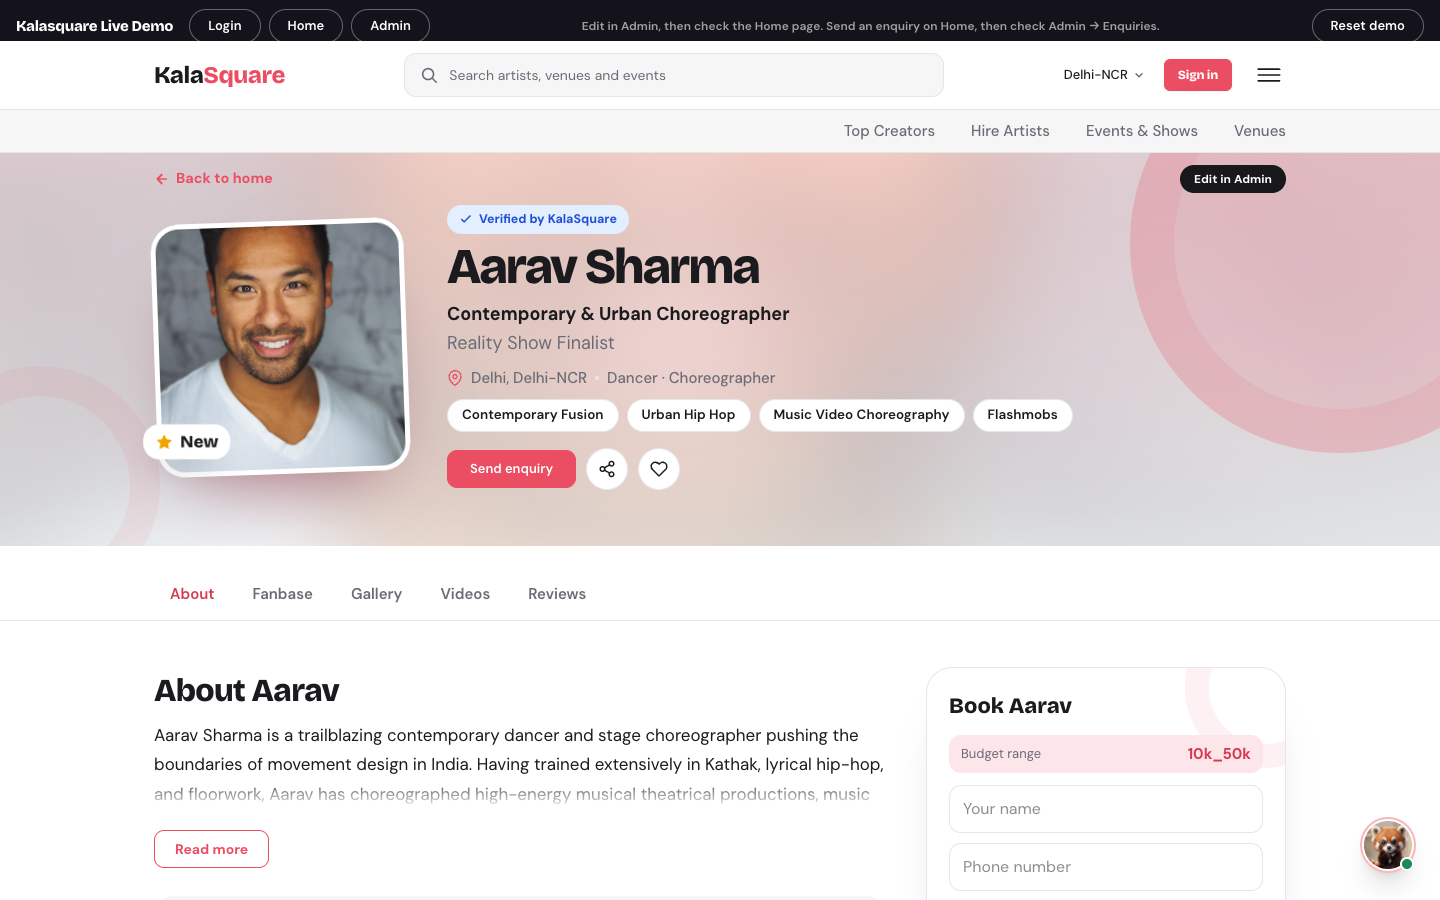 Kalasquare Live Demo
Login
Home
Admin
Edit in Admin, then check the Home page. Send an enquiry on Home, then check Admin → Enquiries.
Reset demo
KalaSquare
Search artists, venues and events
Delhi-NCR
Sign in
Top Creators
Hire Artists
Events & Shows
Venues
← Back to home
Edit in Admin
Verified by KalaSquare
Aarav Sharma
Contemporary & Urban Choreographer
Reality Show Finalist
Delhi, Delhi-NCR • Dancer · Choreographer
Contemporary Fusion
Urban Hip Hop
Music Video Choreography
Flashmobs
New
Send enquiry
About
Fanbase
Gallery
Videos
Reviews
About Aarav
Aarav Sharma is a trailblazing contemporary dancer and stage choreographer pushing the
boundaries of movement design in India. Having trained extensively in Kathak, lyrical hip-hop,
and floorwork, Aarav has choreographed high-energy musical theatrical productions, music
Read more
Book Aarav
Budget range
10k_50k
Your name
Phone number